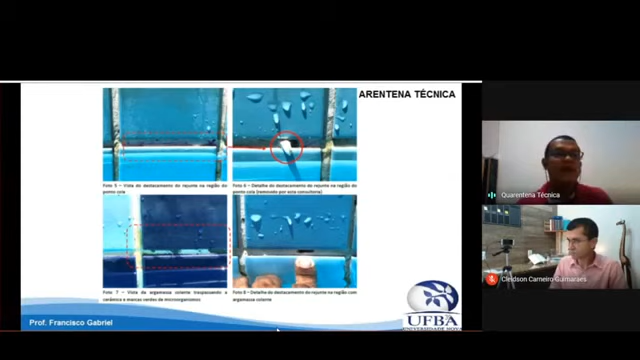 ARENTENA TÉCNICA
Foto 5 – Vista do destacamento do rejunte na região do
ponto cola
Foto 6 – Detalhe do destacamento do rejunte na região do
ponto cola (removido por esta consultoria)
Foto 7 – Vista da argamassa colante traspassando a
cerâmica e marcas verdes de microorganismos
Foto 8 – Detalhe do destacamento do rejunte na região com
argamassa colante
Prof. Francisco Gabriel
UFBA
Quarentena Técnica
Cleidson Carneiro Guimaraes